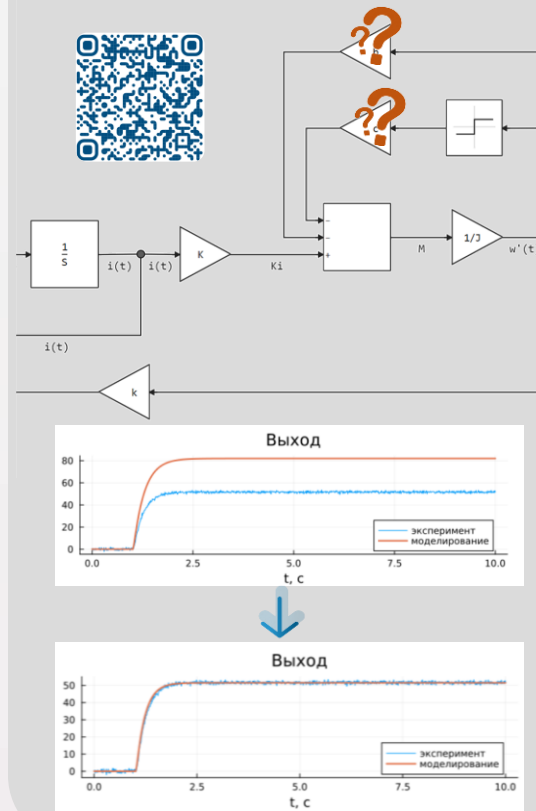 ??
??
1
s
i(t)
i(t)
K
Ki
−
−
+
M
1/J
w'(t
i(t)
k
Выход
80
60
40
20
0
эксперимент
моделирование
0.0
2.5
5.0
7.5
10.0
t, с
Выход
50
40
30
20
10
0
эксперимент
моделирование
0.0
2.5
5.0
7.5
10.0
t, с